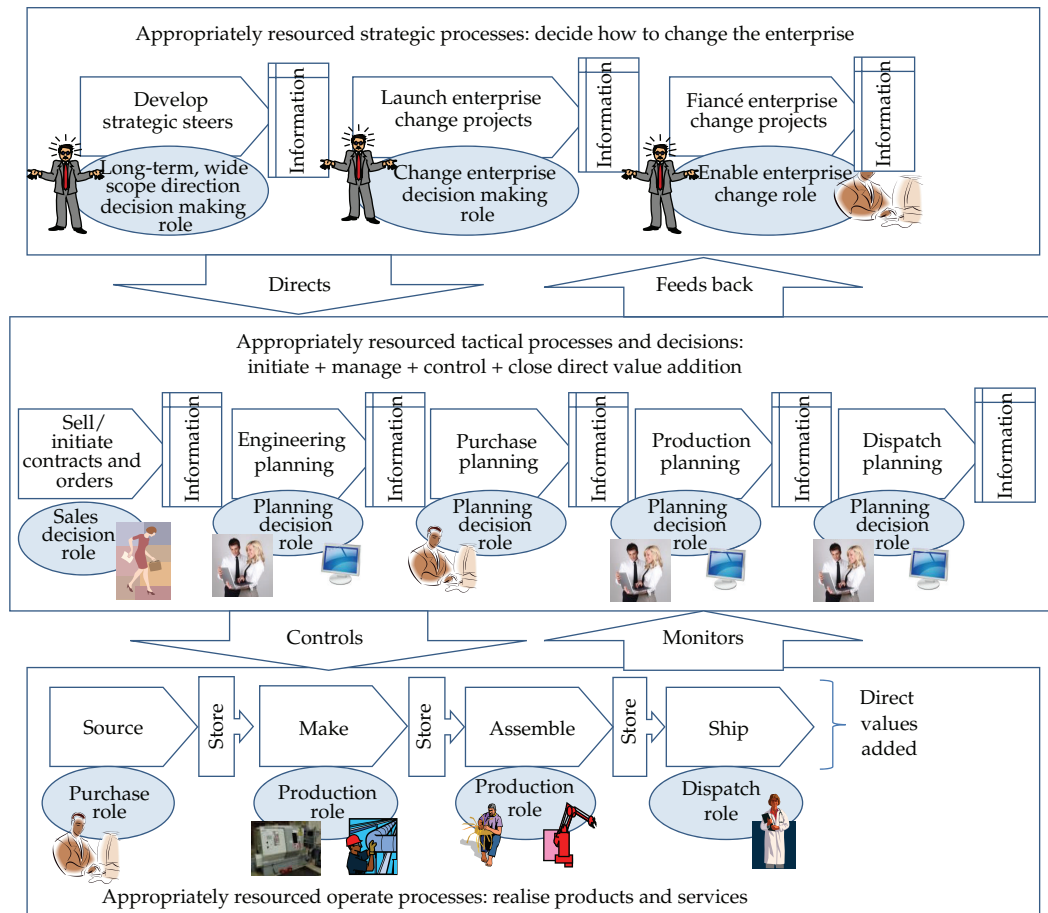 Appropriately resourced strategic processes: decide how to change the enterprise
Develop
strategic steers
Information
Launch enterprise
change projects
Information
Fiancé enterprise
change projects
Information
Long-term, wide
scope direction
decision making
role
Change enterprise
decision making
role
Enable enterprise
change role
Directs
Feeds back
Appropriately resourced tactical processes and decisions:
initiate + manage + control + close direct value addition
Sell/
initiate
contracts and
orders
Information
Engineering
planning
Information
Purchase
planning
Information
Production
planning
Information
Dispatch
planning
Information
Sales
decision
role
Planning
decision
role
Planning
decision
role
Planning
decision
role
Planning
decision
role
Controls
Monitors
Source
Store
Make
Store
Assemble
Store
Ship
Direct
values
added
Purchase
role
Production
role
Production
role
Dispatch
role
Appropriately resourced operate processes: realise products and services